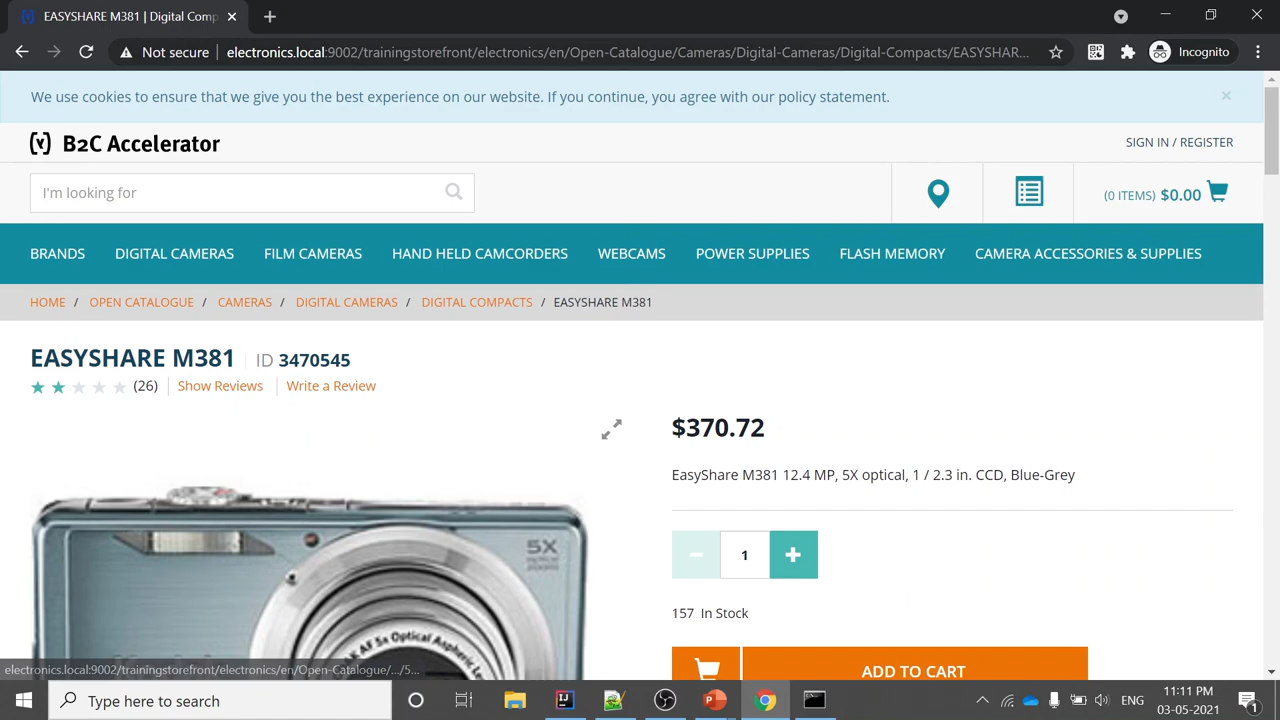 EASYSHARE M381 | Digital Comp
Not secure electronics.local:9002/trainingstorefront/electronics/en/Open-Catalogue/Cameras/Digital-Cameras/Digital-Compacts/EASYSHAR... Incognito
We use cookies to ensure that we give you the best experience on our website. If you continue, you agree with our policy statement. ×
B2C Accelerator
SIGN IN / REGISTER
I'm looking for
(0 ITEMS) $0.00
BRANDS DIGITAL CAMERAS FILM CAMERAS HAND HELD CAMCORDERS WEBCAMS POWER SUPPLIES FLASH MEMORY CAMERA ACCESSORIES & SUPPLIES
HOME / OPEN CATALOGUE / CAMERAS / DIGITAL CAMERAS / DIGITAL COMPACTS / EASYSHARE M381
EASYSHARE M381 ID 3470545
(26) Show Reviews Write a Review
$370.72
EasyShare M381 12.4 MP, 5X optical, 1 / 2.3 in. CCD, Blue-Grey
5X
1
157 In Stock
AF 5x Optical Aspheric
ADD TO CART
electronics.local:9002/trainingstorefront/electronics/en/Open-Catalogue/.../5...
Type here to search
ENG
11:11 PM
03-05-2021
1